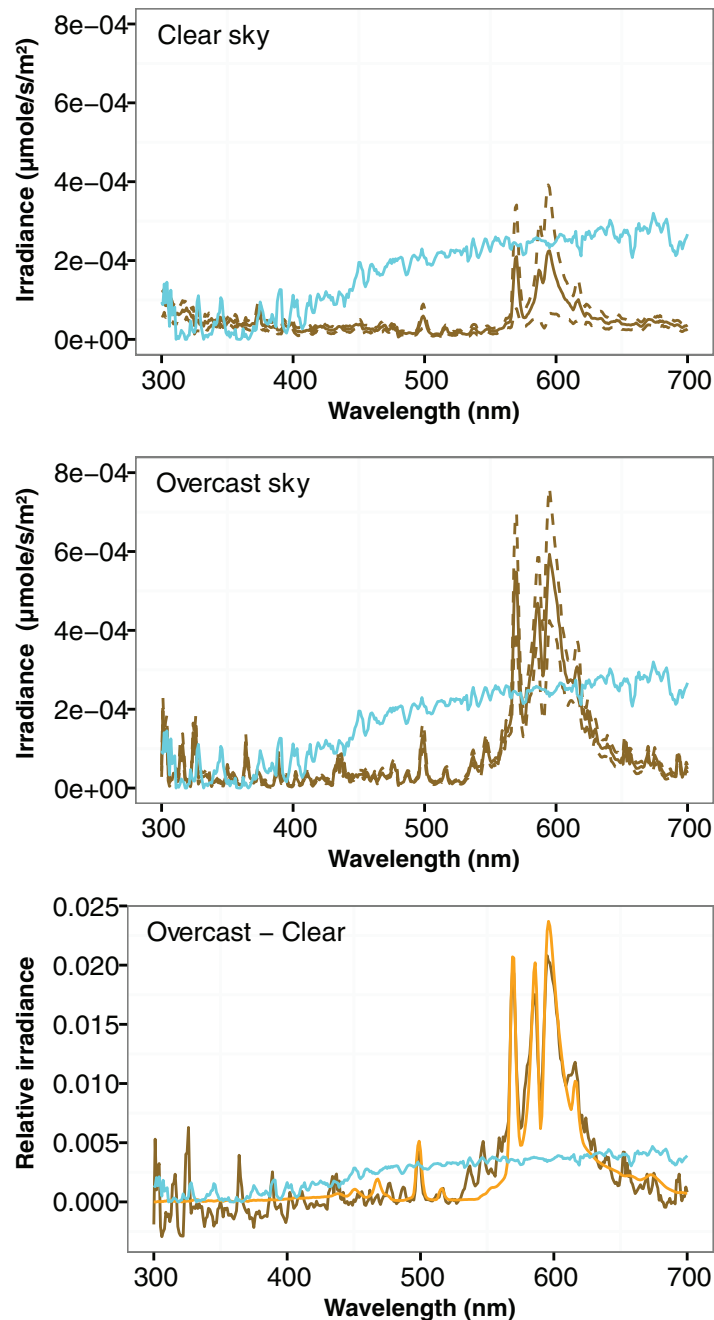 Clear sky
Irradiance (µmole/s/m²)
8e−04
6e−04
4e−04
2e−04
0e+00
300 400 500 600 700
Wavelength (nm)
Overcast sky
Irradiance (µmole/s/m²)
8e−04
6e−04
4e−04
2e−04
0e+00
300 400 500 600 700
Wavelength (nm)
Overcast − Clear
Relative irradiance
0.025
0.020
0.015
0.010
0.005
0.000
300 400 500 600 700
Wavelength (nm)